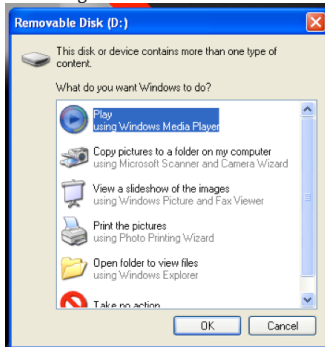 Removable Disk (D:)
This disk or device contains more than one type of
content.
What do you want Windows to do?
Play
using Windows Media Player
Copy pictures to a folder on my computer
using Microsoft Scanner and Camera Wizard
View a slideshow of the images
using Windows Picture and Fax Viewer
Print the pictures
using Photo Printing Wizard
Open folder to view files
using Windows Explorer
Take no action
OK
Cancel